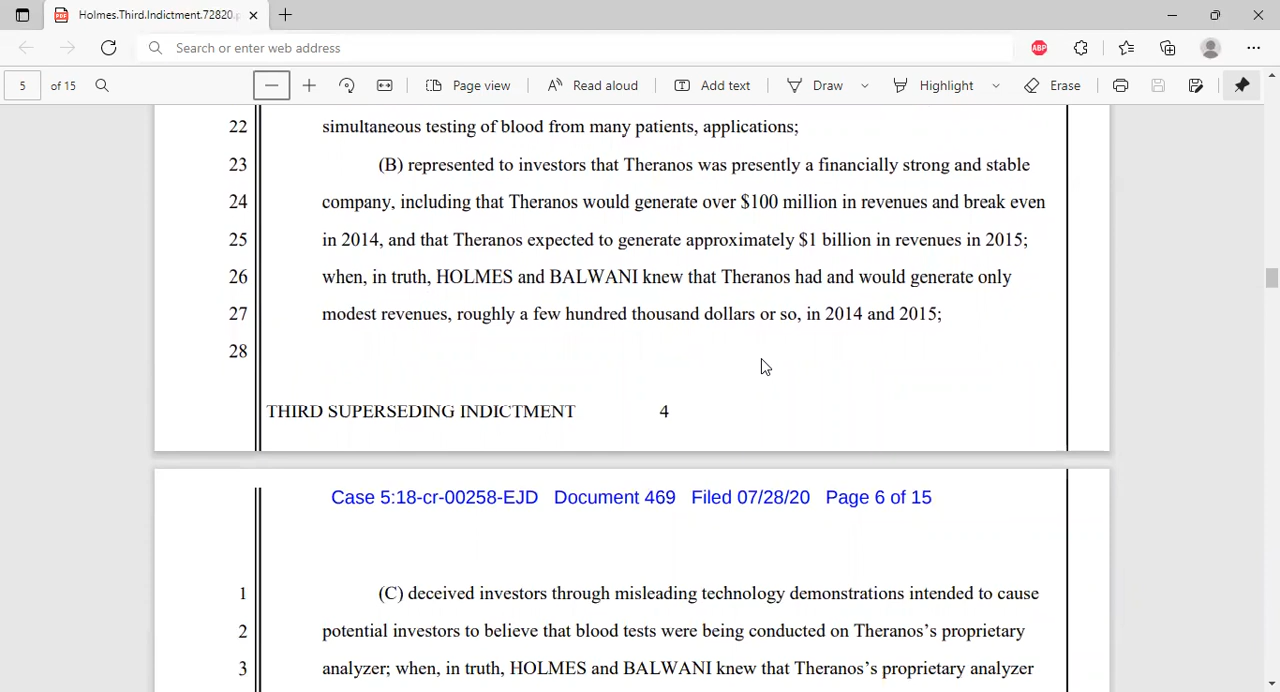 Holmes.Third.Indictment.72820.p
Search or enter web address
ABP
5 of 15
Page view
Read aloud
Add text
Draw
Highlight
Erase
22 simultaneous testing of blood from many patients, applications;
23 (B) represented to investors that Theranos was presently a financially strong and stable
24 company, including that Theranos would generate over $100 million in revenues and break even
25 in 2014, and that Theranos expected to generate approximately $1 billion in revenues in 2015;
26 when, in truth, HOLMES and BALWANI knew that Theranos had and would generate only
27 modest revenues, roughly a few hundred thousand dollars or so, in 2014 and 2015;
28
THIRD SUPERSEDING INDICTMENT 4
Case 5:18-cr-00258-EJD Document 469 Filed 07/28/20 Page 6 of 15
1 (C) deceived investors through misleading technology demonstrations intended to cause
2 potential investors to believe that blood tests were being conducted on Theranos’s proprietary
3 analyzer; when, in truth, HOLMES and BALWANI knew that Theranos’s proprietary analyzer